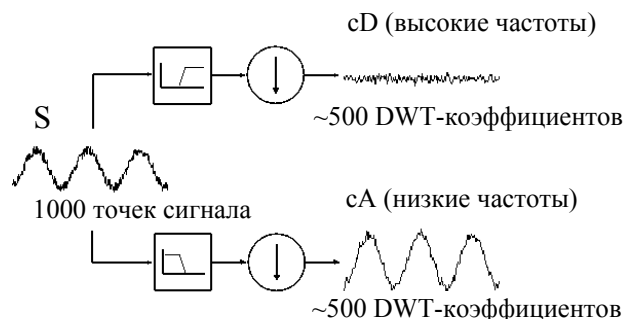 cD (высокие частоты)
~500 DWT-коэффициентов
S
1000 точек сигнала
cA (низкие частоты)
~500 DWT-коэффициентов